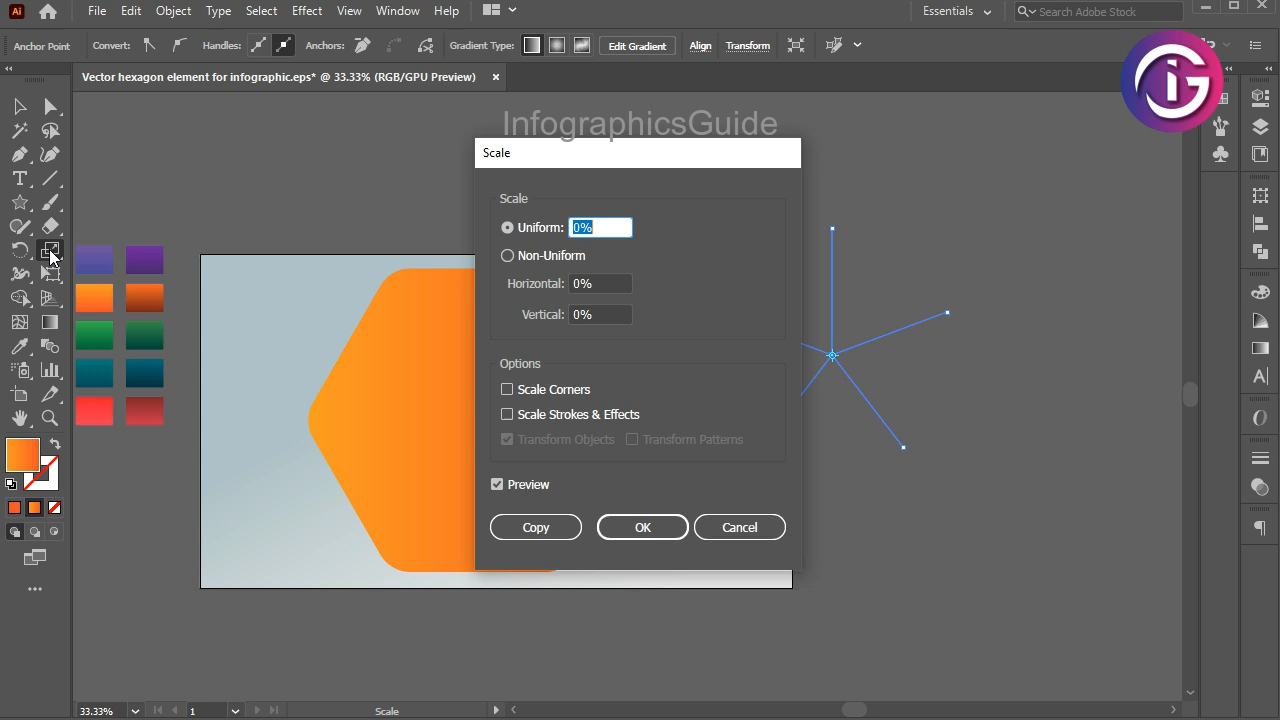 Ai File Edit Object Type Select Effect View Window Help Essentials Search Adobe Stock
Anchor Point Convert: Handles: Anchors: Gradient Type: Edit Gradient Align Transform
Vector hexagon element for infographic.eps* @ 33.33% (RGB/GPU Preview)
iG
InfographicsGuide
Scale
Scale
Uniform: 0%
Non-Uniform
Horizontal: 0%
Vertical: 0%
Options
Scale Corners
Scale Strokes & Effects
Transform Objects Transform Patterns
Preview
Copy OK Cancel
33.33% 1 Scale